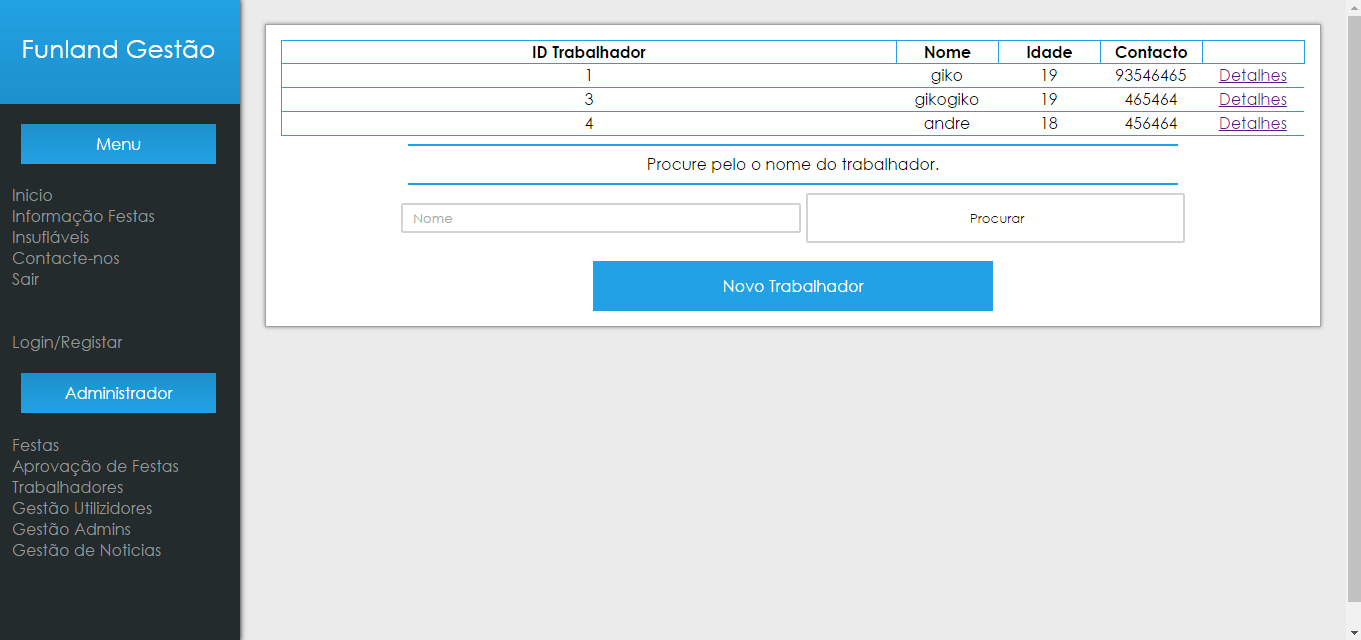 Funland Gestão
Menu
Inicio
Informação Festas
Insufláveis
Contacte-nos
Sair
Login/Registar
Administrador
Festas
Aprovação de Festas
Trabalhadores
Gestão Utilizidores
Gestão Admins
Gestão de Noticias
ID Trabalhador Nome Idade Contacto
1 giko 19 93546465 Detalhes
3 gikogiko 19 465464 Detalhes
4 andre 18 456464 Detalhes
Procure pelo o nome do trabalhador.
Nome Procurar
Novo Trabalhador